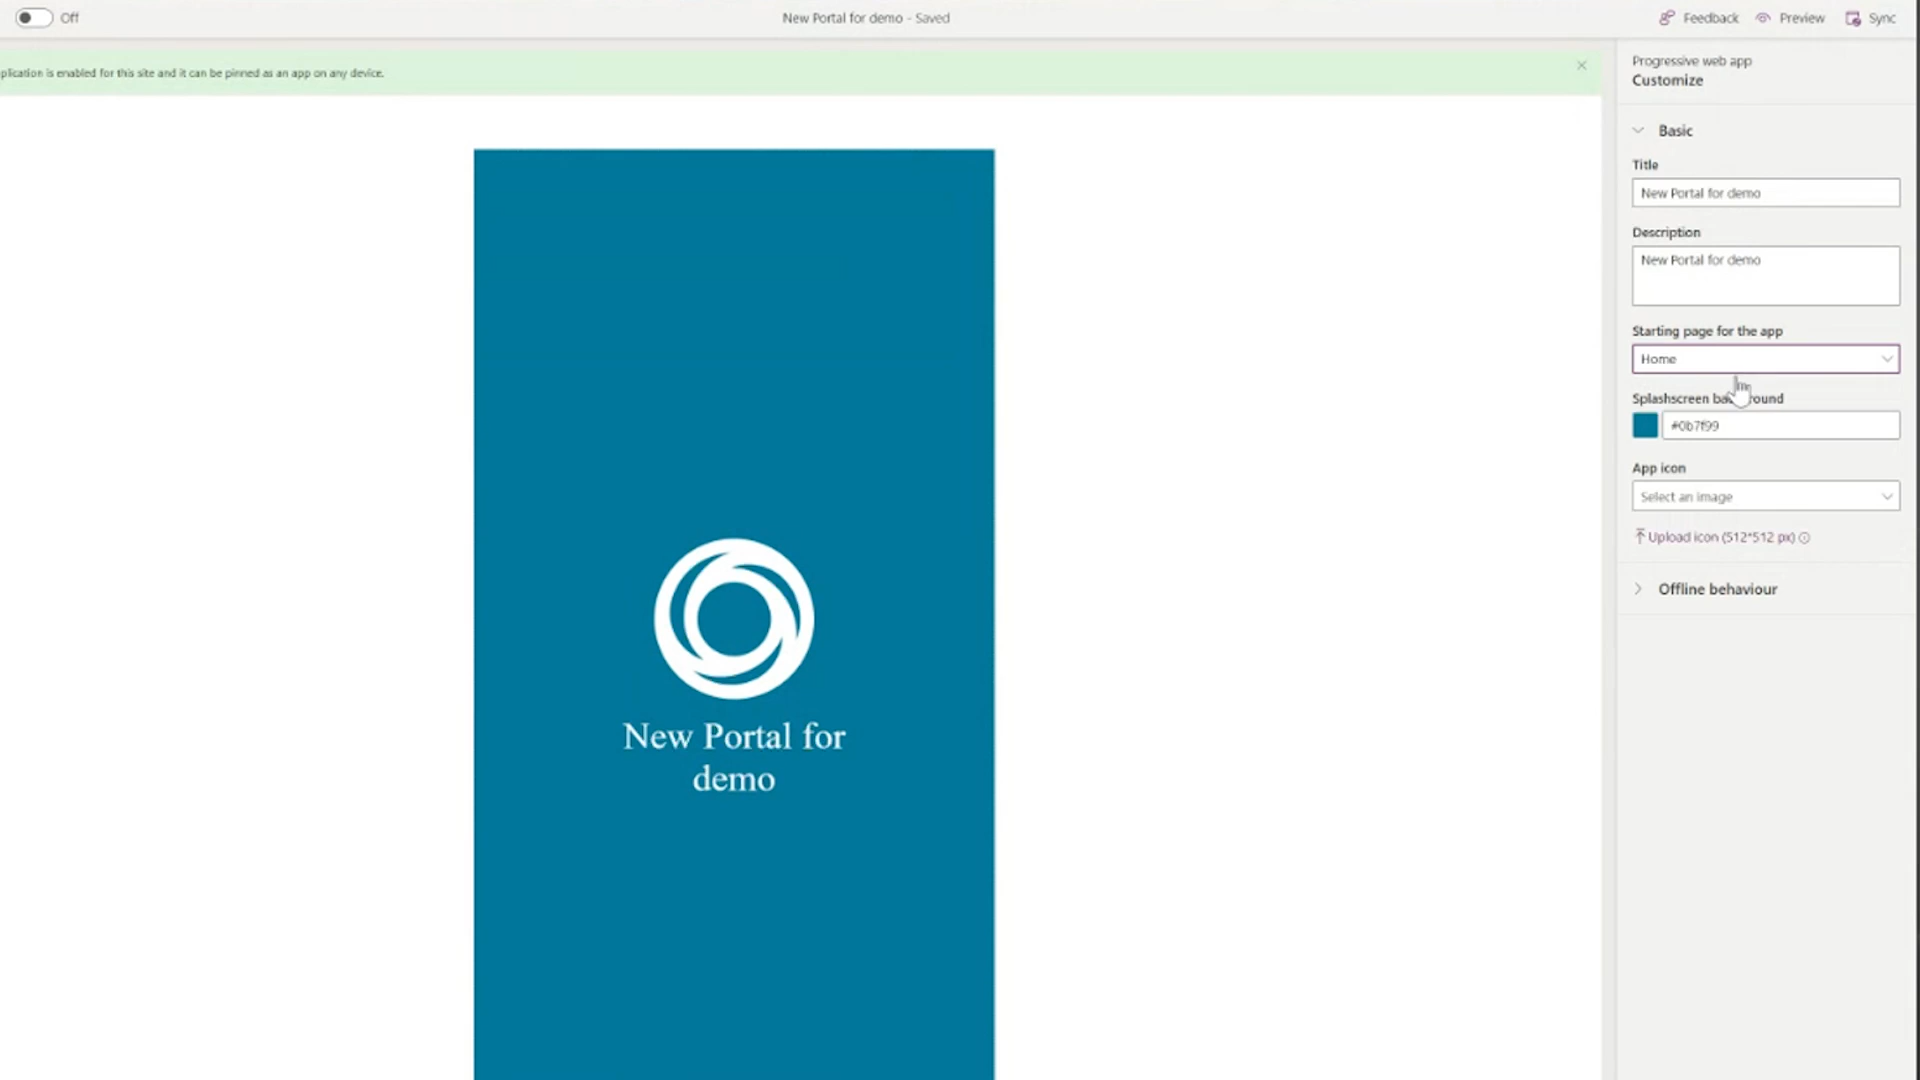 Off
New Portal for demo - Saved
Feedback
Preview
Sync
plication is enabled for this site and it can be pinned as an app on any device.
Progressive web app
Customize
Basic
Title
New Portal for demo
Description
New Portal for demo
Starting page for the app
Home
Splashscreen background
#0b7f99
App icon
Select an image
Upload icon (512*512 px)
Offline behaviour
New Portal for
demo